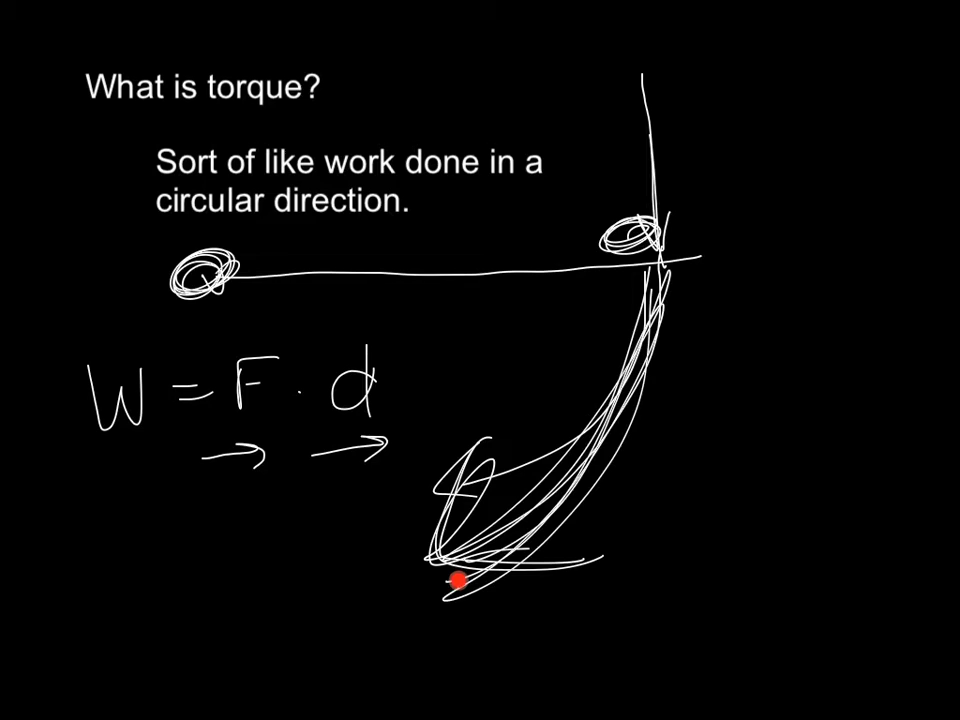 What is torque?
Sort of like work done in a
circular direction.
W = F · d